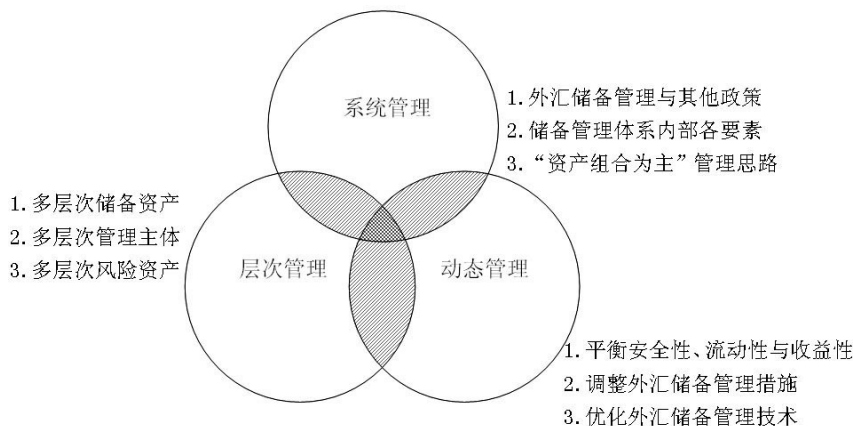 系统管理
1.外汇储备管理与其他政策
2.储备管理体系内部各要素
3.“资产组合为主”管理思路
1.多层次储备资产
2.多层次管理主体
3.多层次风险资产
层次管理
动态管理
1.平衡安全性、流动性与收益性
2.调整外汇储备管理措施
3.优化外汇储备管理技术